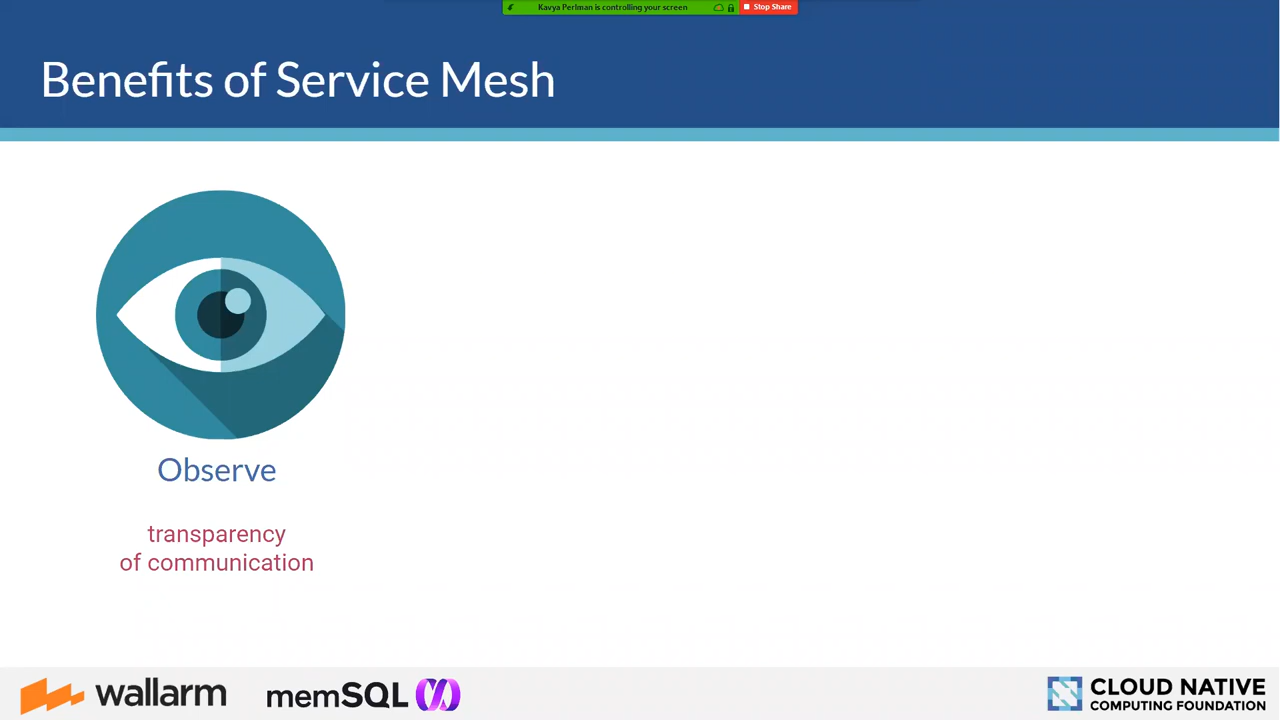 Kavya Perlman is controlling your screen
Stop Share
Benefits of Service Mesh
Observe
transparency
of communication
wallarm
memSQL
CLOUD NATIVE
COMPUTING FOUNDATION